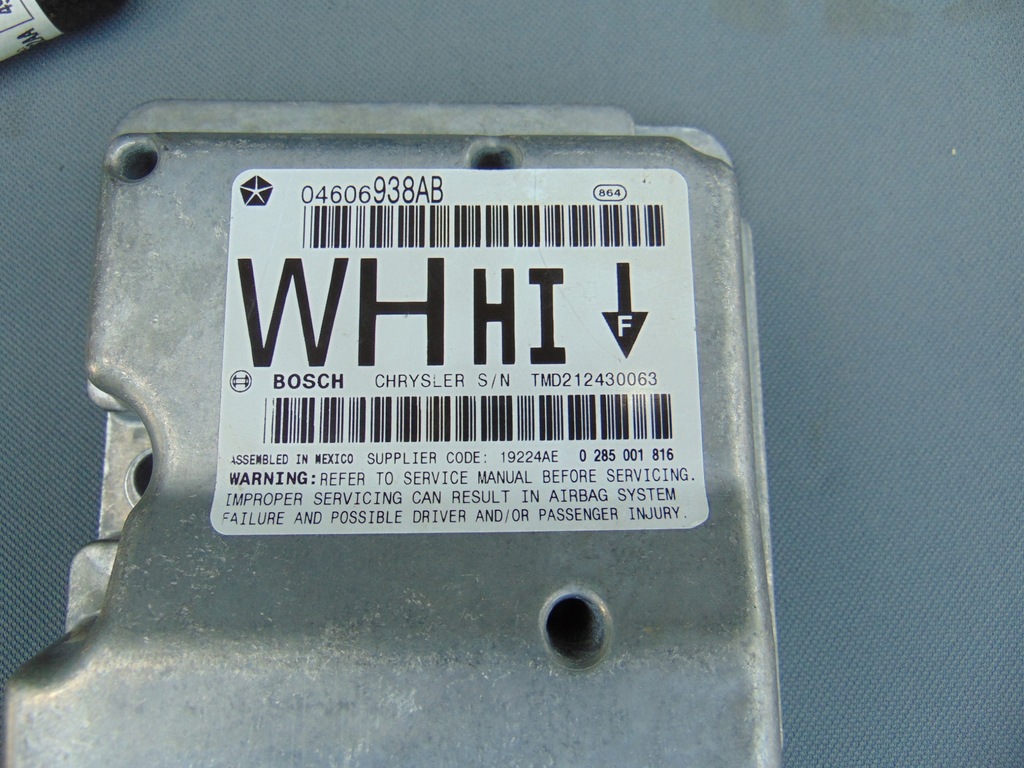 04606938AB 864
WH HI F
BOSCH CHRYSLER S/N TMD212430063
ASSEMBLED IN MEXICO SUPPLIER CODE: 19224AE 0 285 001 816
WARNING: REFER TO SERVICE MANUAL BEFORE SERVICING.
IMPROPER SERVICING CAN RESULT IN AIRBAG SYSTEM
FAILURE AND POSSIBLE DRIVER AND/OR PASSENGER INJURY.